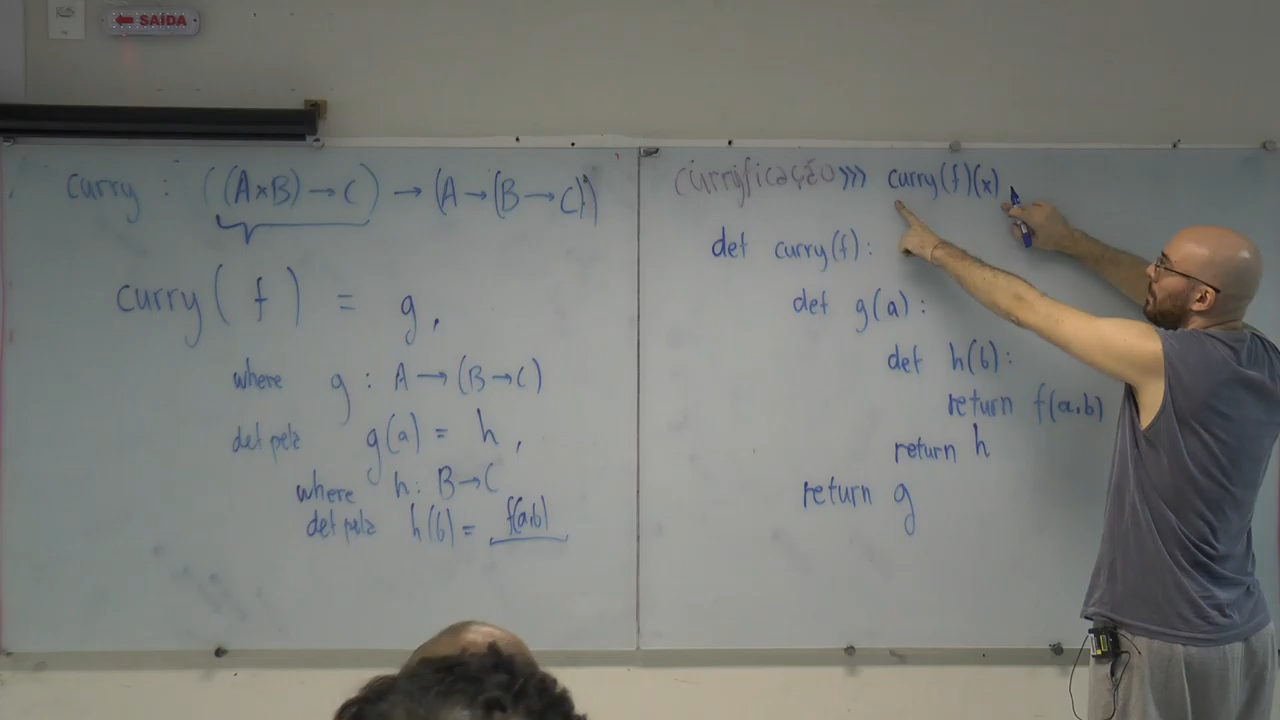 SAÍDA
curry : ((A×B)→C) → (A→(B→C))
curry( f ) = g,
where g : A → (B→C)
def pela g(a) = h,
where h: B→C
def pela h(b) = f(a,b)
Currificação >>> curry(f)(x)
def curry(f):
def g(a):
def h(b):
return f(a,b)
return h
return g